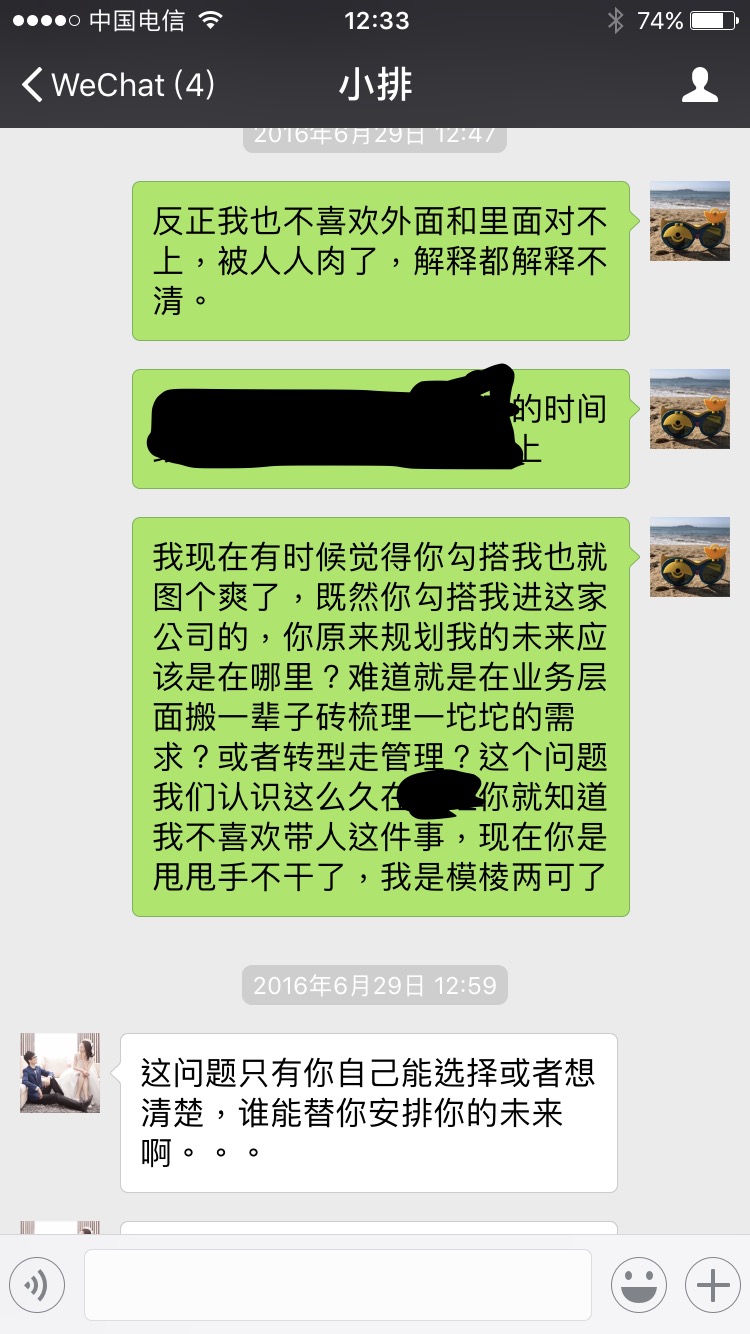 中国电信 12:33 74%
WeChat (4) 小排
2016年6月29日 12:47
反正我也不喜欢外面和里面对不
上，被人人肉了，解释都解释不
清。
的时间
上
我现在有时候觉得你勾搭我也就
图个爽了，既然你勾搭我进这家
公司的，你原来规划我的未来应
该是在哪里？难道就是在业务层
面搬一辈子砖梳理一坨坨的需
求？或者转型走管理？这个问题
我们认识这么久在 你就知道
我不喜欢带人这件事，现在你是
甩甩手不干了，我是模棱两可了
2016年6月29日 12:59
这问题只有你自己能选择或者想
清楚，谁能替你安排你的未来
啊。。。